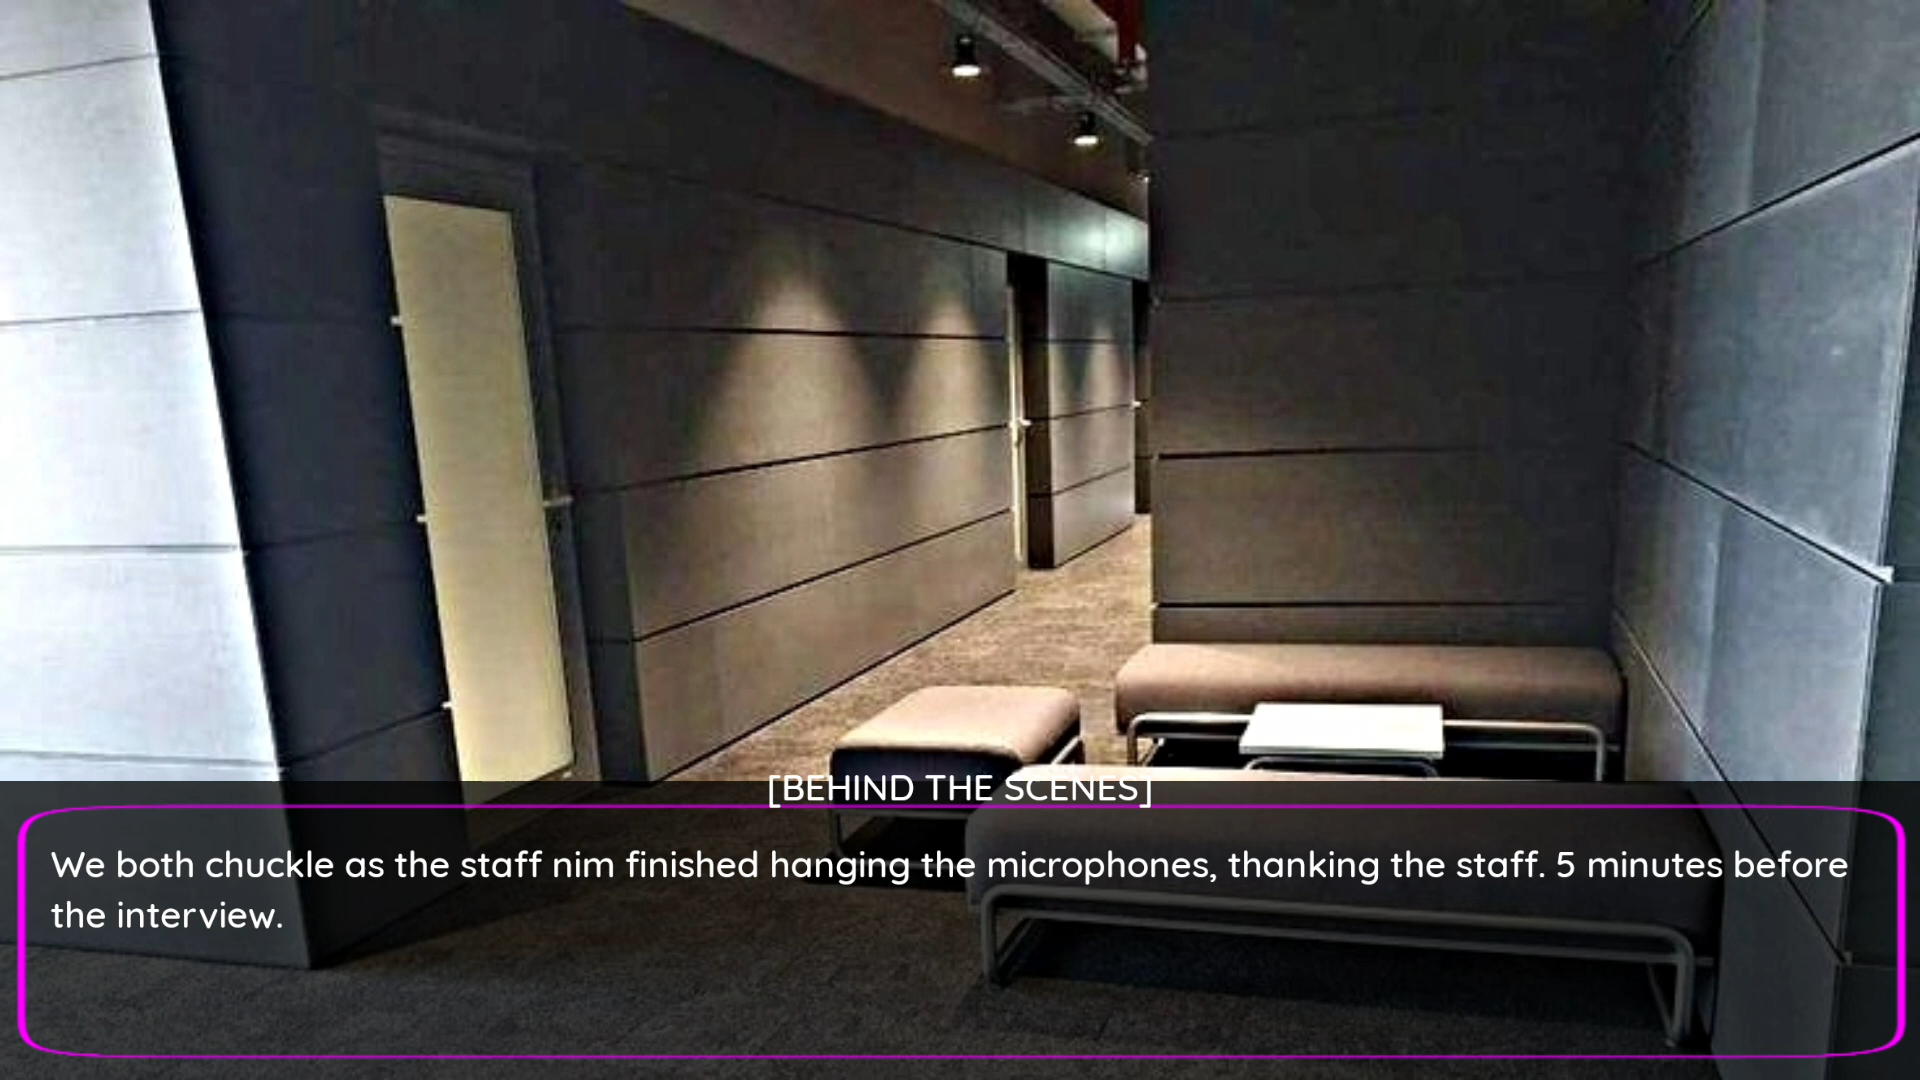 [BEHIND THE SCENES]
We both chuckle as the staff nim finished hanging the microphones, thanking the staff. 5 minutes before
the interview.